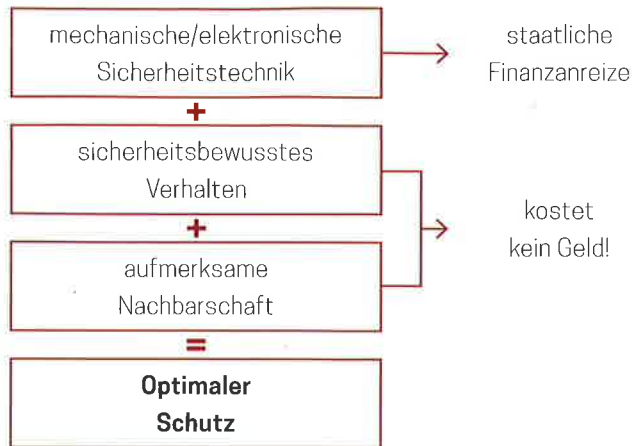 mechanische/elektronische
Sicherheitstechnik
staatliche
Finanzanreize
+
sicherheitsbewusstes
Verhalten
+
aufmerksame
Nachbarschaft
kostet
kein Geld!
=
Optimaler
Schutz